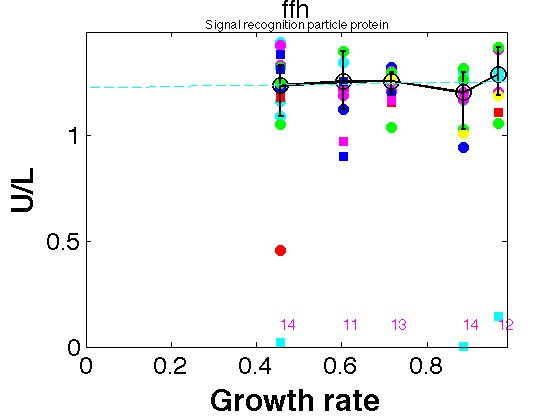 ffh
Signal recognition particle protein
U/L
1
0.5
0
14 11 13 14 12
0 0.2 0.4 0.6 0.8
Growth rate